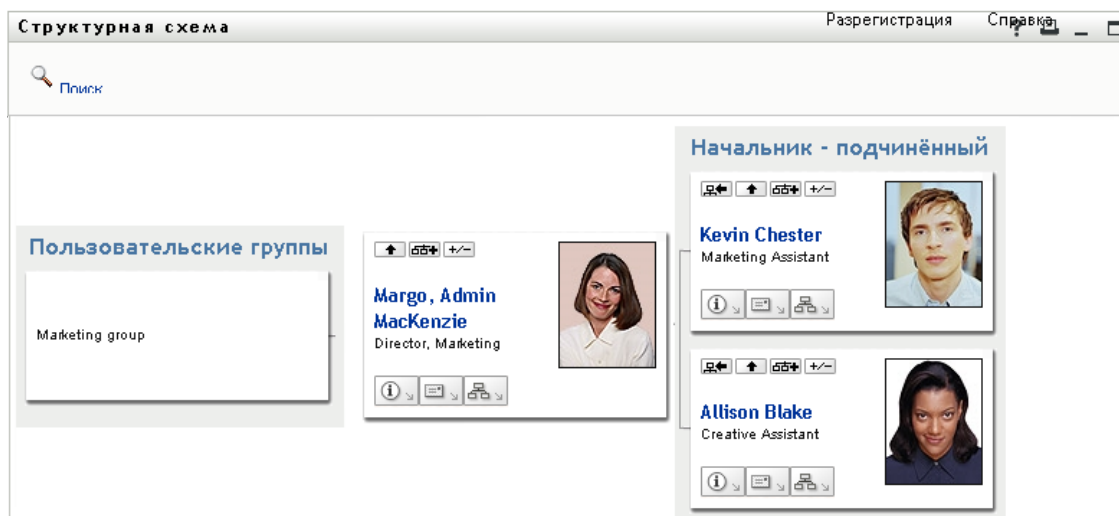 Структурная схема
Разрегистрация
Справка
Поиск
Начальник - подчинённый
Kevin Chester
Marketing Assistant
Пользовательские группы
Marketing group
Margo, Admin
MacKenzie
Director, Marketing
Allison Blake
Creative Assistant